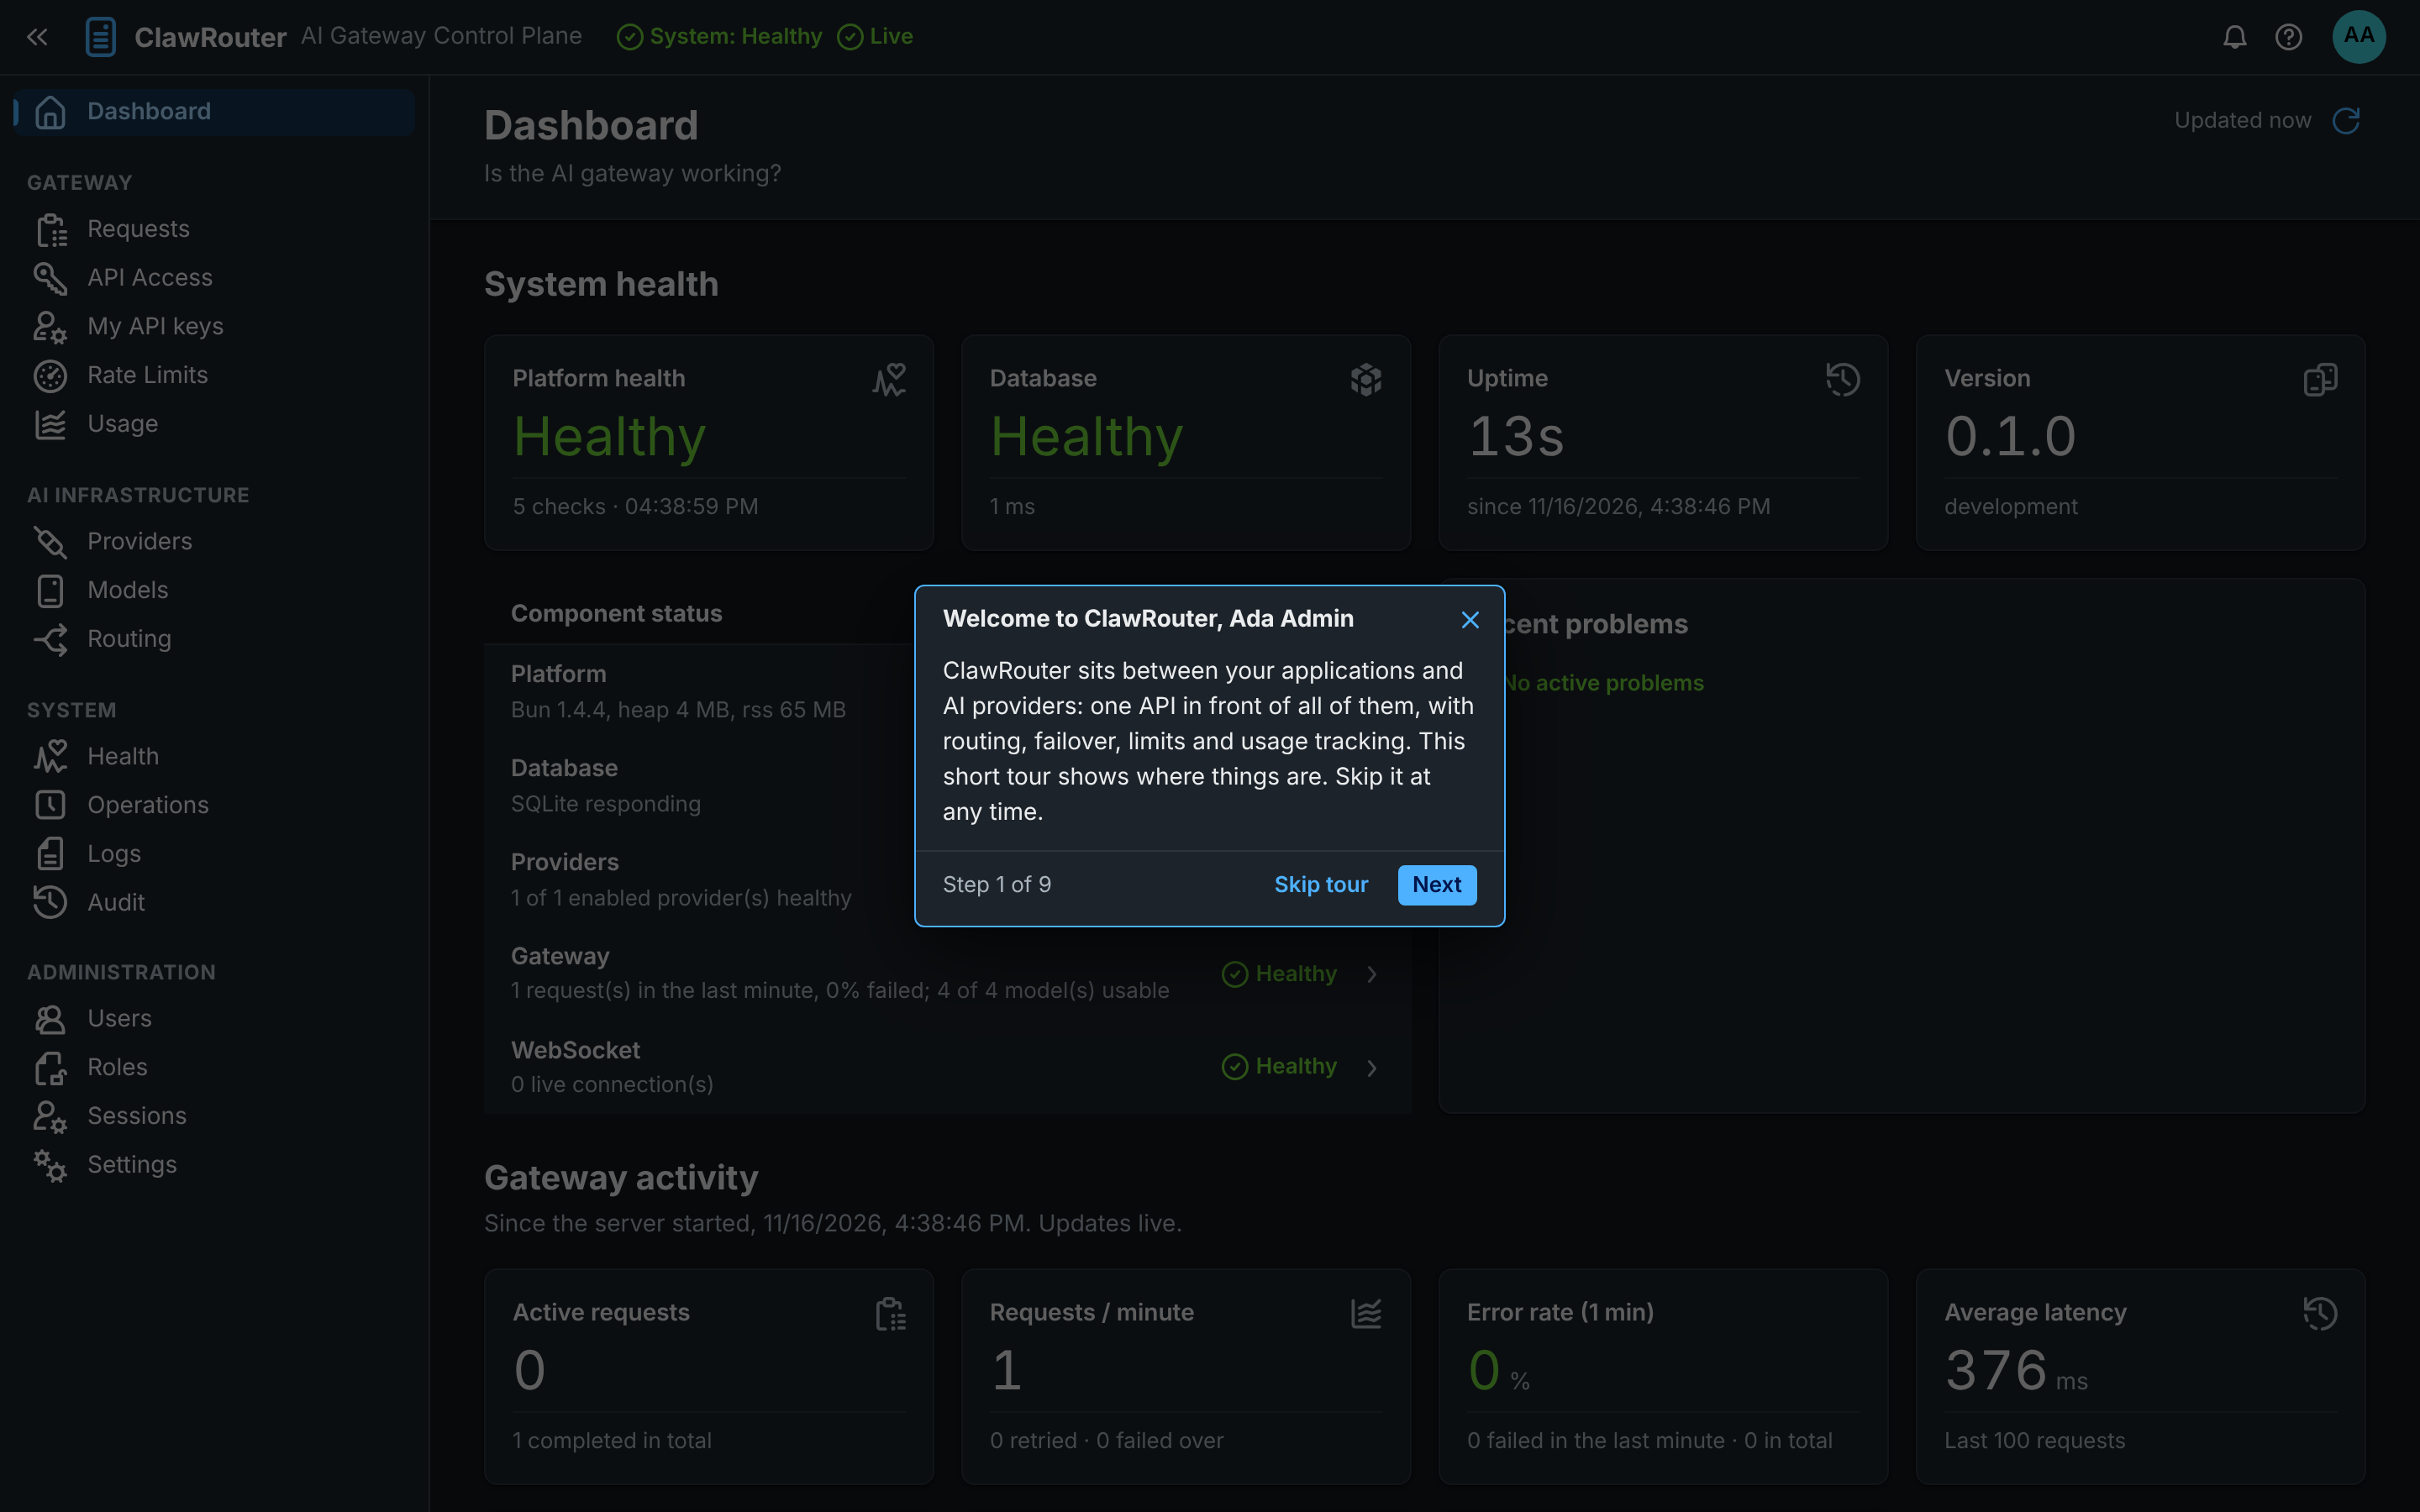 ClawRouter AI Gateway Control Plane System: Healthy Live AA
Dashboard
GATEWAY
Requests
API Access
My API keys
Rate Limits
Usage
AI INFRASTRUCTURE
Providers
Models
Routing
SYSTEM
Health
Operations
Logs
Audit
ADMINISTRATION
Users
Roles
Sessions
Settings
Dashboard
Updated now
Is the AI gateway working?
System health
Platform health
Healthy
5 checks · 04:38:59 PM
Database
Healthy
1 ms
Uptime
13s
since 11/16/2026, 4:38:46 PM
Version
0.1.0
development
Component status
Platform
Bun 1.4.4, heap 4 MB, rss 65 MB
Database
SQLite responding
Providers
1 of 1 enabled provider(s) healthy
Gateway
1 request(s) in the last minute, 0% failed; 4 of 4 model(s) usable
Healthy
WebSocket
0 live connection(s)
Healthy
Welcome to ClawRouter, Ada Admin
ClawRouter sits between your applications and
AI providers: one API in front of all of them, with
routing, failover, limits and usage tracking. This
short tour shows where things are. Skip it at
any time.
Step 1 of 9 Skip tour Next
cent problems
No active problems
Gateway activity
Since the server started, 11/16/2026, 4:38:46 PM. Updates live.
Active requests
0
1 completed in total
Requests / minute
1
0 retried · 0 failed over
Error rate (1 min)
0 %
0 failed in the last minute · 0 in total
Average latency
376 ms
Last 100 requests